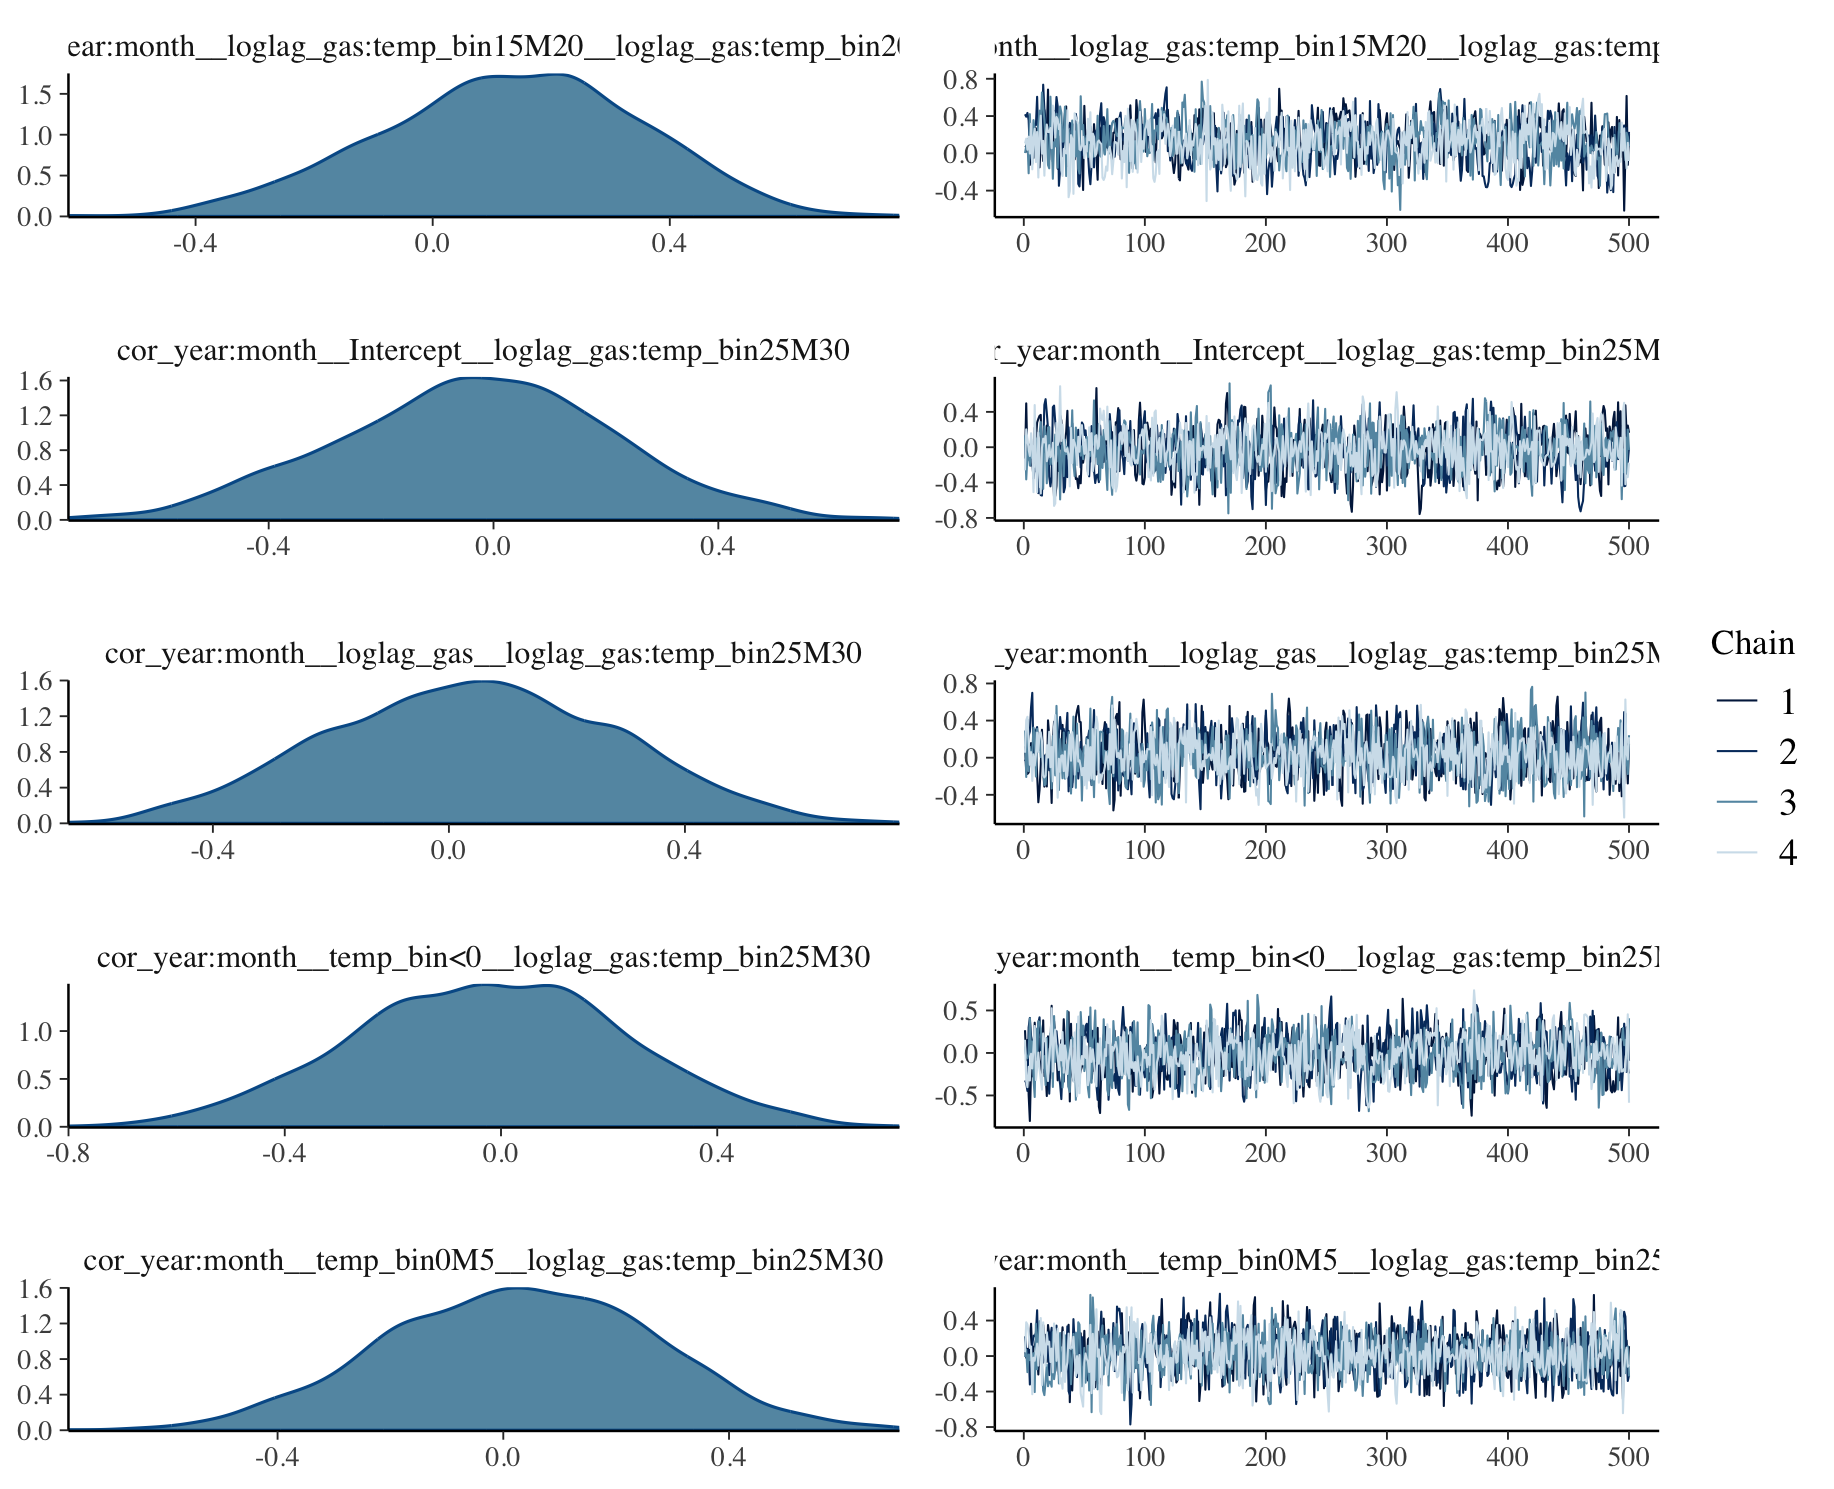 ear:month__loglag_gas:temp_bin15M20__loglag_gas:temp_bin20
1.5
1.0
0.5
0.0
-0.4 0.0 0.4
onth__loglag_gas:temp_bin15M20__loglag_gas:temp
0.8
0.4
0.0
-0.4
0 100 200 300 400 500
cor_year:month__Intercept__loglag_gas:temp_bin25M30
1.6
1.2
0.8
0.4
0.0
-0.4 0.0 0.4
r_year:month__Intercept__loglag_gas:temp_bin25M
0.4
0.0
-0.4
-0.8
0 100 200 300 400 500
cor_year:month__loglag_gas__loglag_gas:temp_bin25M30
1.6
1.2
0.8
0.4
0.0
-0.4 0.0 0.4
_year:month__loglag_gas__loglag_gas:temp_bin25M
0.8
0.4
0.0
-0.4
0 100 200 300 400 500
cor_year:month__temp_bin<0__loglag_gas:temp_bin25M30
1.0
0.5
0.0
-0.8 -0.4 0.0 0.4
year:month__temp_bin<0__loglag_gas:temp_bin25
0.5
0.0
-0.5
0 100 200 300 400 500
cor_year:month__temp_bin0M5__loglag_gas:temp_bin25M30
1.6
1.2
0.8
0.4
0.0
-0.4 0.0 0.4
year:month__temp_bin0M5__loglag_gas:temp_bin25
0.4
0.0
-0.4
-0.8
0 100 200 300 400 500
Chain
1
2
3
4